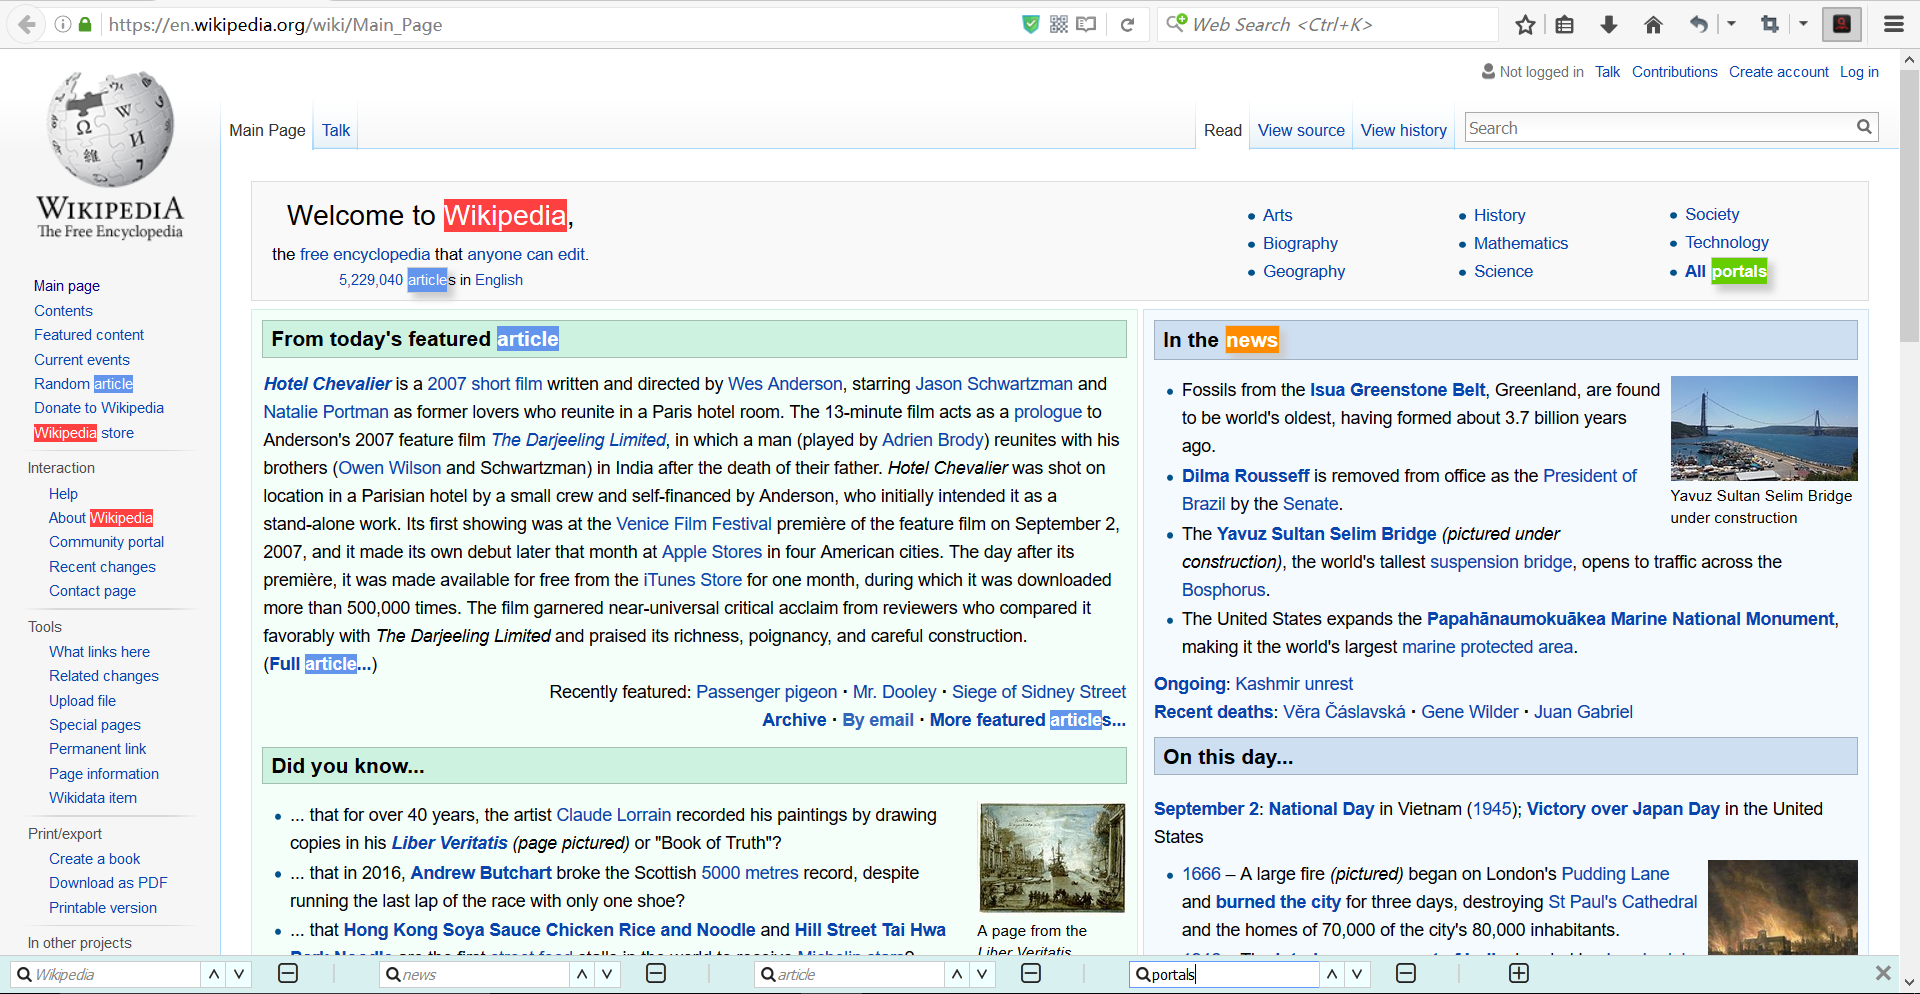 https://en.wikipedia.org/wiki/Main_Page
Web Search <Ctrl+K>
Not logged in Talk Contributions Create account Log in
Main Page Talk
Read View source View history
Search
WIKIPEDIA
The Free Encyclopedia
Main page
Contents
Featured content
Current events
Random article
Donate to Wikipedia
Wikipedia store
Interaction
Help
About Wikipedia
Community portal
Recent changes
Contact page
Tools
What links here
Related changes
Upload file
Special pages
Permanent link
Page information
Wikidata item
Print/export
Create a book
Download as PDF
Printable version
In other projects
Welcome to Wikipedia,
the free encyclopedia that anyone can edit.
5,229,040 articles in English
Arts
Biography
Geography
History
Mathematics
Science
Society
Technology
All portals
From today's featured article
Hotel Chevalier is a 2007 short film written and directed by Wes Anderson, starring Jason Schwartzman and
Natalie Portman as former lovers who reunite in a Paris hotel room. The 13-minute film acts as a prologue to
Anderson's 2007 feature film The Darjeeling Limited, in which a man (played by Adrien Brody) reunites with his
brothers (Owen Wilson and Schwartzman) in India after the death of their father. Hotel Chevalier was shot on
location in a Parisian hotel by a small crew and self-financed by Anderson, who initially intended it as a
stand-alone work. Its first showing was at the Venice Film Festival première of the feature film on September 2,
2007, and it made its own debut later that month at Apple Stores in four American cities. The day after its
première, it was made available for free from the iTunes Store for one month, during which it was downloaded
more than 500,000 times. The film garnered near-universal critical acclaim from reviewers who compared it
favorably with The Darjeeling Limited and praised its richness, poignancy, and careful construction.
(Full article...)
Recently featured: Passenger pigeon · Mr. Dooley · Siege of Sidney Street
Archive · By email · More featured articles...
Did you know...
... that for over 40 years, the artist Claude Lorrain recorded his paintings by drawing
copies in his Liber Veritatis (page pictured) or "Book of Truth"?
... that in 2016, Andrew Butchart broke the Scottish 5000 metres record, despite
running the last lap of the race with only one shoe?
... that Hong Kong Soya Sauce Chicken Rice and Noodle and Hill Street Tai Hwa
Pork Noodle are the first street food stalls in the world to receive Michelin stars?
A page from the
Liber Veritatis
In the news
Fossils from the Isua Greenstone Belt, Greenland, are found
to be world's oldest, having formed about 3.7 billion years
ago.
Dilma Rousseff is removed from office as the President of
Brazil by the Senate.
The Yavuz Sultan Selim Bridge (pictured under
construction), the world's tallest suspension bridge, opens to traffic across the
Bosphorus.
The United States expands the Papahānaumokuākea Marine National Monument,
making it the world's largest marine protected area.
Yavuz Sultan Selim Bridge
under construction
Ongoing: Kashmir unrest
Recent deaths: Věra Čáslavská · Gene Wilder · Juan Gabriel
On this day...
September 2: National Day in Vietnam (1945); Victory over Japan Day in the United
States
1666 – A large fire (pictured) began on London's Pudding Lane
and burned the city for three days, destroying St Paul's Cathedral
and the homes of 70,000 of the city's 80,000 inhabitants.
Wikipedia
news
article
portals